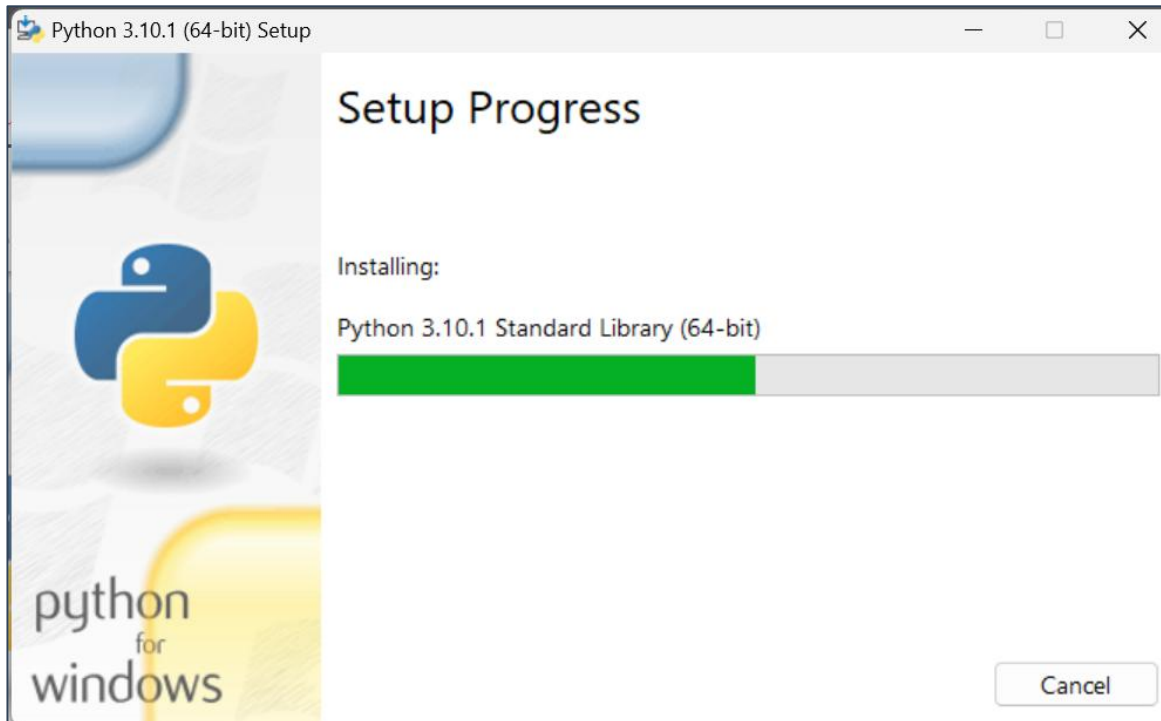 Python 3.10.1 (64-bit) Setup
Setup Progress
Installing:
Python 3.10.1 Standard Library (64-bit)
python
for
windows
Cancel